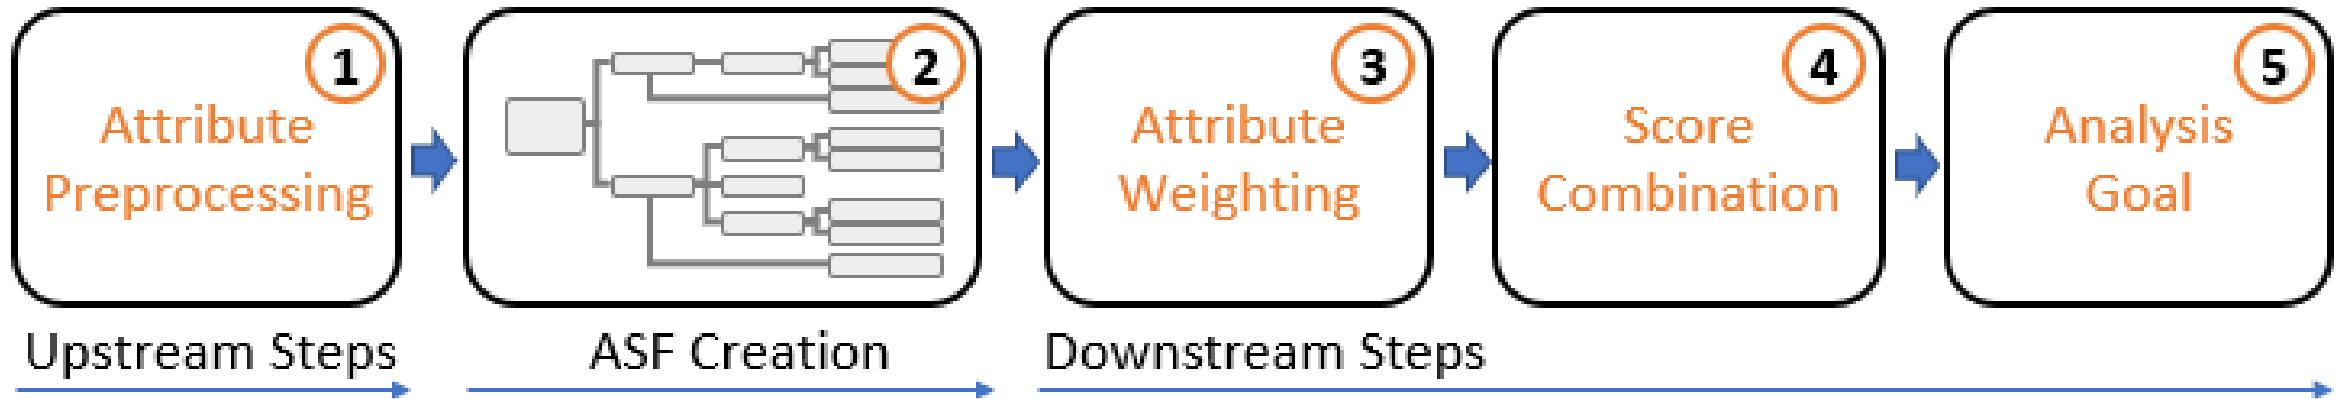 1
Attribute
Preprocessing
2
3
Attribute
Weighting
4
Score
Combination
5
Analysis
Goal
Upstream Steps
ASF Creation
Downstream Steps